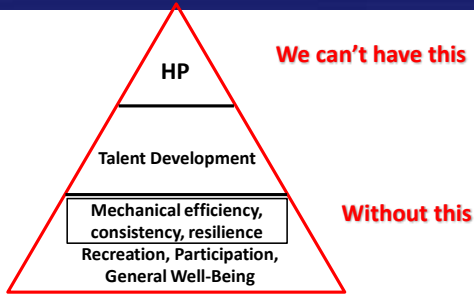 We can’t have this
HP
Talent Development
Mechanical efficiency,
consistency, resilience
Without this
Recreation, Participation,
General Well-Being